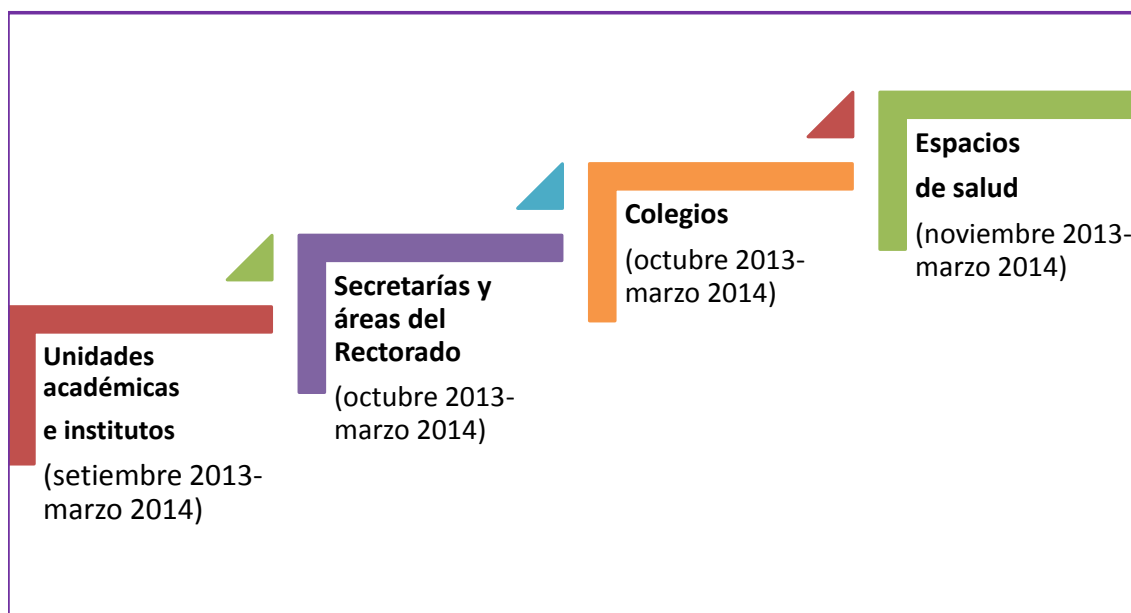 Unidades
académicas
e institutos
(setiembre 2013-
marzo 2014)
Secretarías y
áreas del
Rectorado
(octubre 2013-
marzo 2014)
Colegios
(octubre 2013-
marzo 2014)
Espacios
de salud
(noviembre 2013-
marzo 2014)